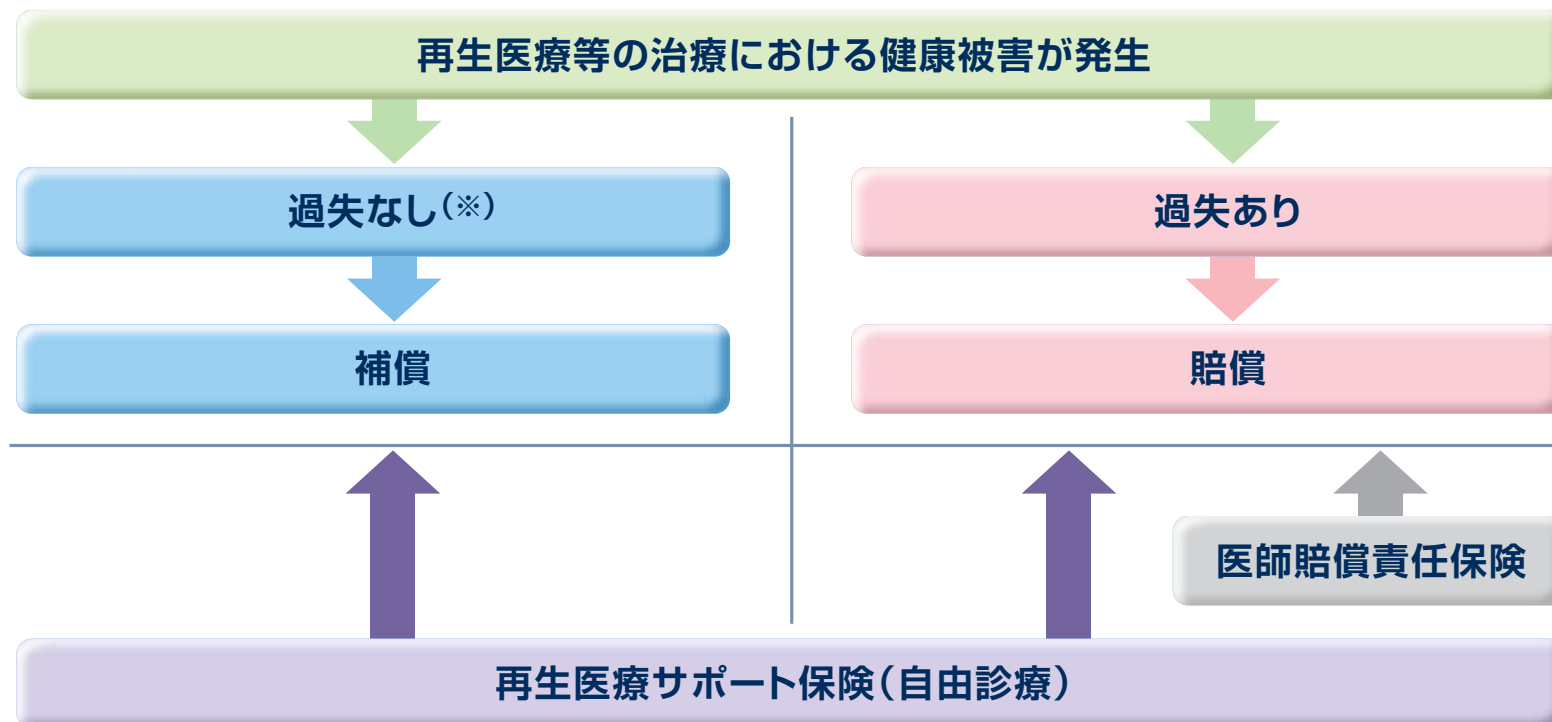 再生医療等の治療における健康被害が発生
過失なし(※)
過失あり
補償
賠償
医師賠償責任保険
再生医療サポート保険(自由診療)